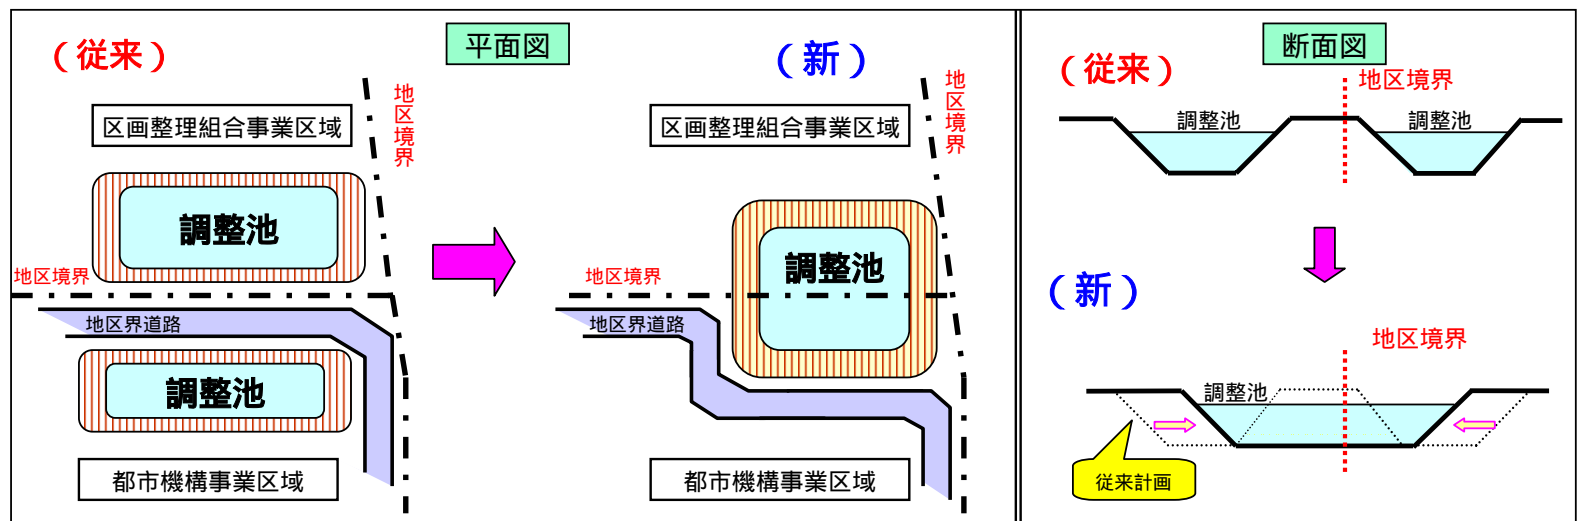 平面図
（従来）
地区境界
区画整理組合事業区域
調整池
地区境界
地区界道路
調整池
都市機構事業区域
（新）
地区境界
区画整理組合事業区域
調整池
地区境界
地区界道路
都市機構事業区域
断面図
（従来）
地区境界
調整池
調整池
（新）
地区境界
調整池
従来計画